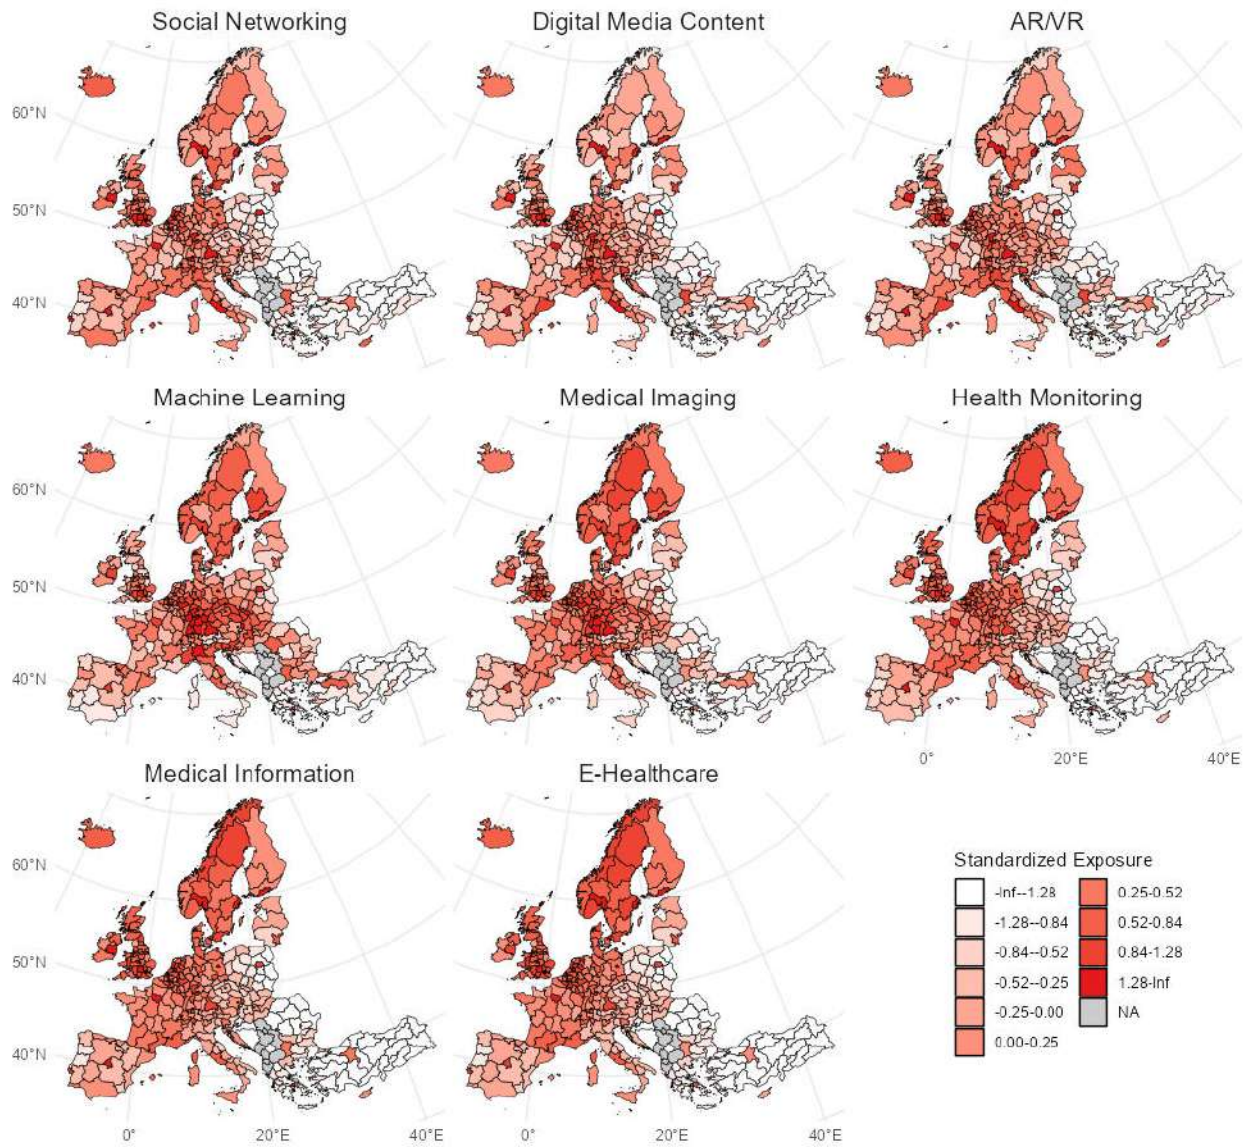 Social Networking
Digital Media Content
AR/VR
60°N
50°N
40°N
Machine Learning
Medical Imaging
Health Monitoring
60°N
50°N
40°N
0°
20°E
40°E
Medical Information
E-Healthcare
60°N
50°N
40°N
0°
20°E
40°E
0°
20°E
40°E
Standardized Exposure
-Inf--1.28
-1.28--0.84
-0.84--0.52
-0.52--0.25
-0.25-0.00
0.00-0.25
0.25-0.52
0.52-0.84
0.84-1.28
1.28-Inf
NA